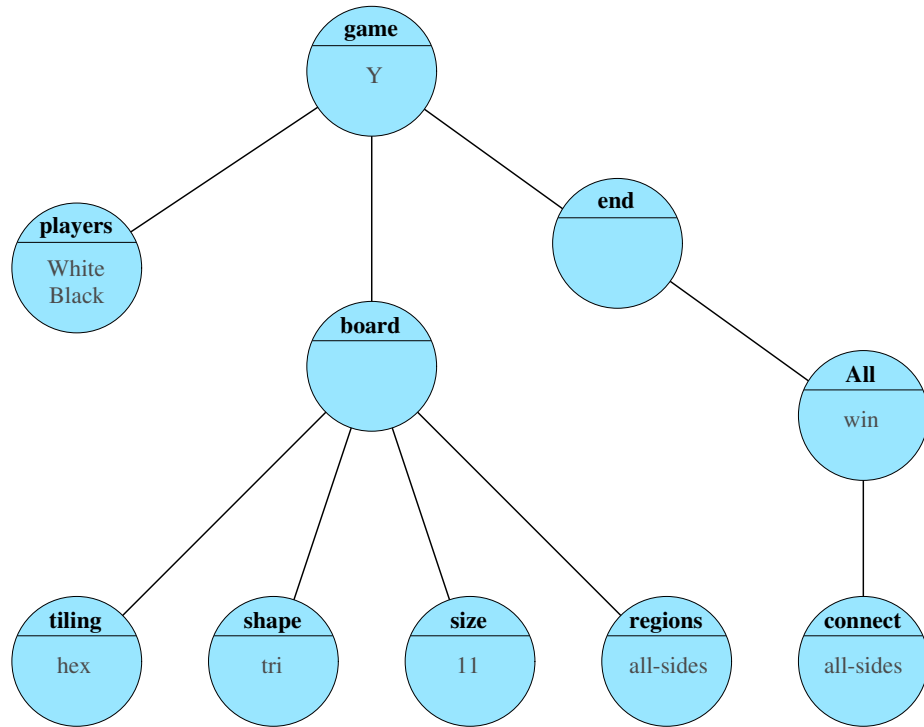 game
Y
players
White
Black
end
board
All
win
tiling
hex
shape
tri
size
11
regions
all-sides
connect
all-sides